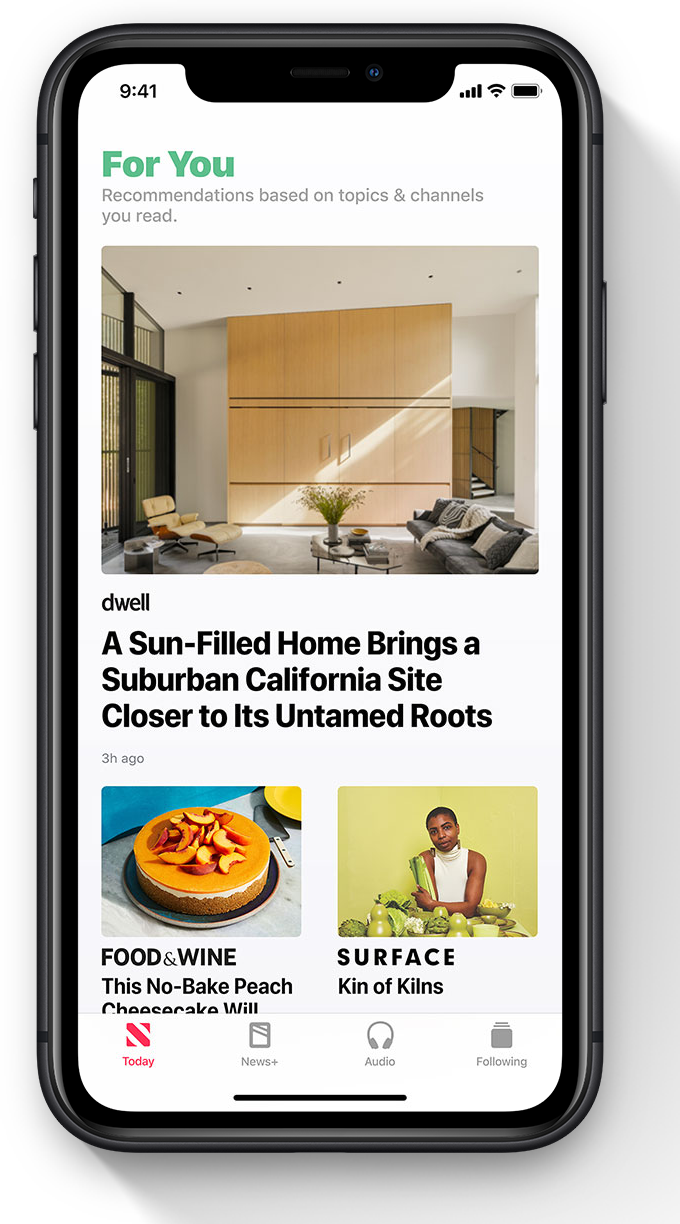 9:41
For You
Recommendations based on topics & channels
you read.
dwell
A Sun-Filled Home Brings a
Suburban California Site
Closer to Its Untamed Roots
3h ago
FOOD&WINE
This No-Bake Peach
Cheesecake Will
SURFACE
Kin of Kilns
Today
News+
Audio
Following